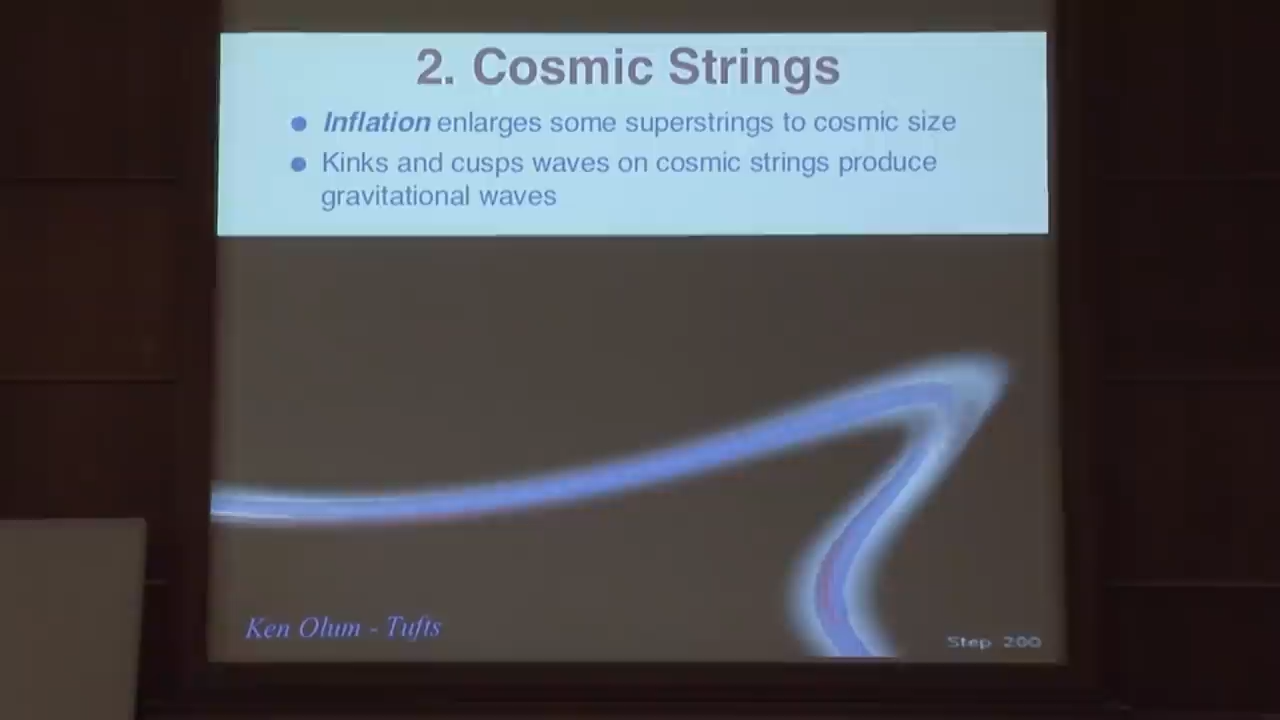 2. Cosmic Strings
Inflation enlarges some superstrings to cosmic size
Kinks and cusps waves on cosmic strings produce
gravitational waves
Ken Olum - Tufts
Step 200